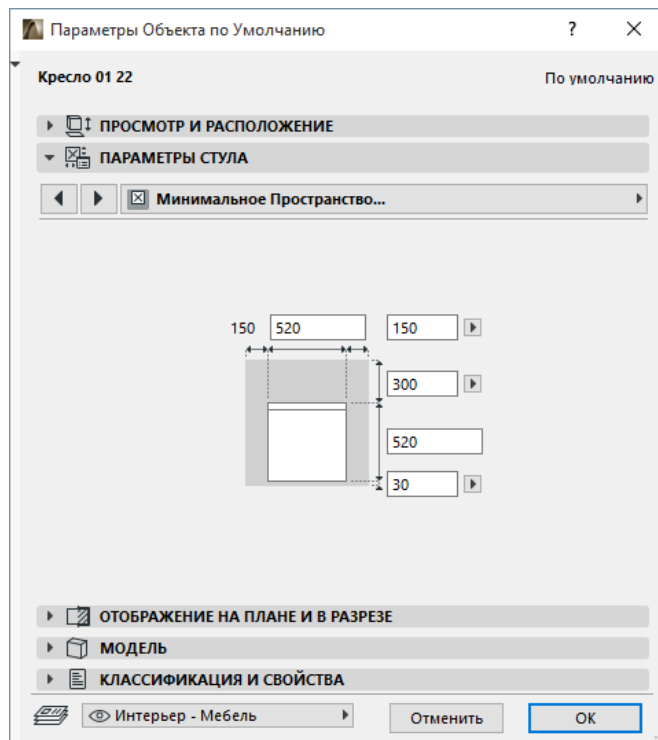 Параметры Объекта по Умолчанию
?
Кресло 01 22
По умолчанию
ПРОСМОТР И РАСПОЛОЖЕНИЕ
ПАРАМЕТРЫ СТУЛА
Минимальное Пространство...
150 520 150
300
520
30
ОТОБРАЖЕНИЕ НА ПЛАНЕ И В РАЗРЕЗЕ
МОДЕЛЬ
КЛАССИФИКАЦИЯ И СВОЙСТВА
Интерьер - Мебель
Отменить
OK